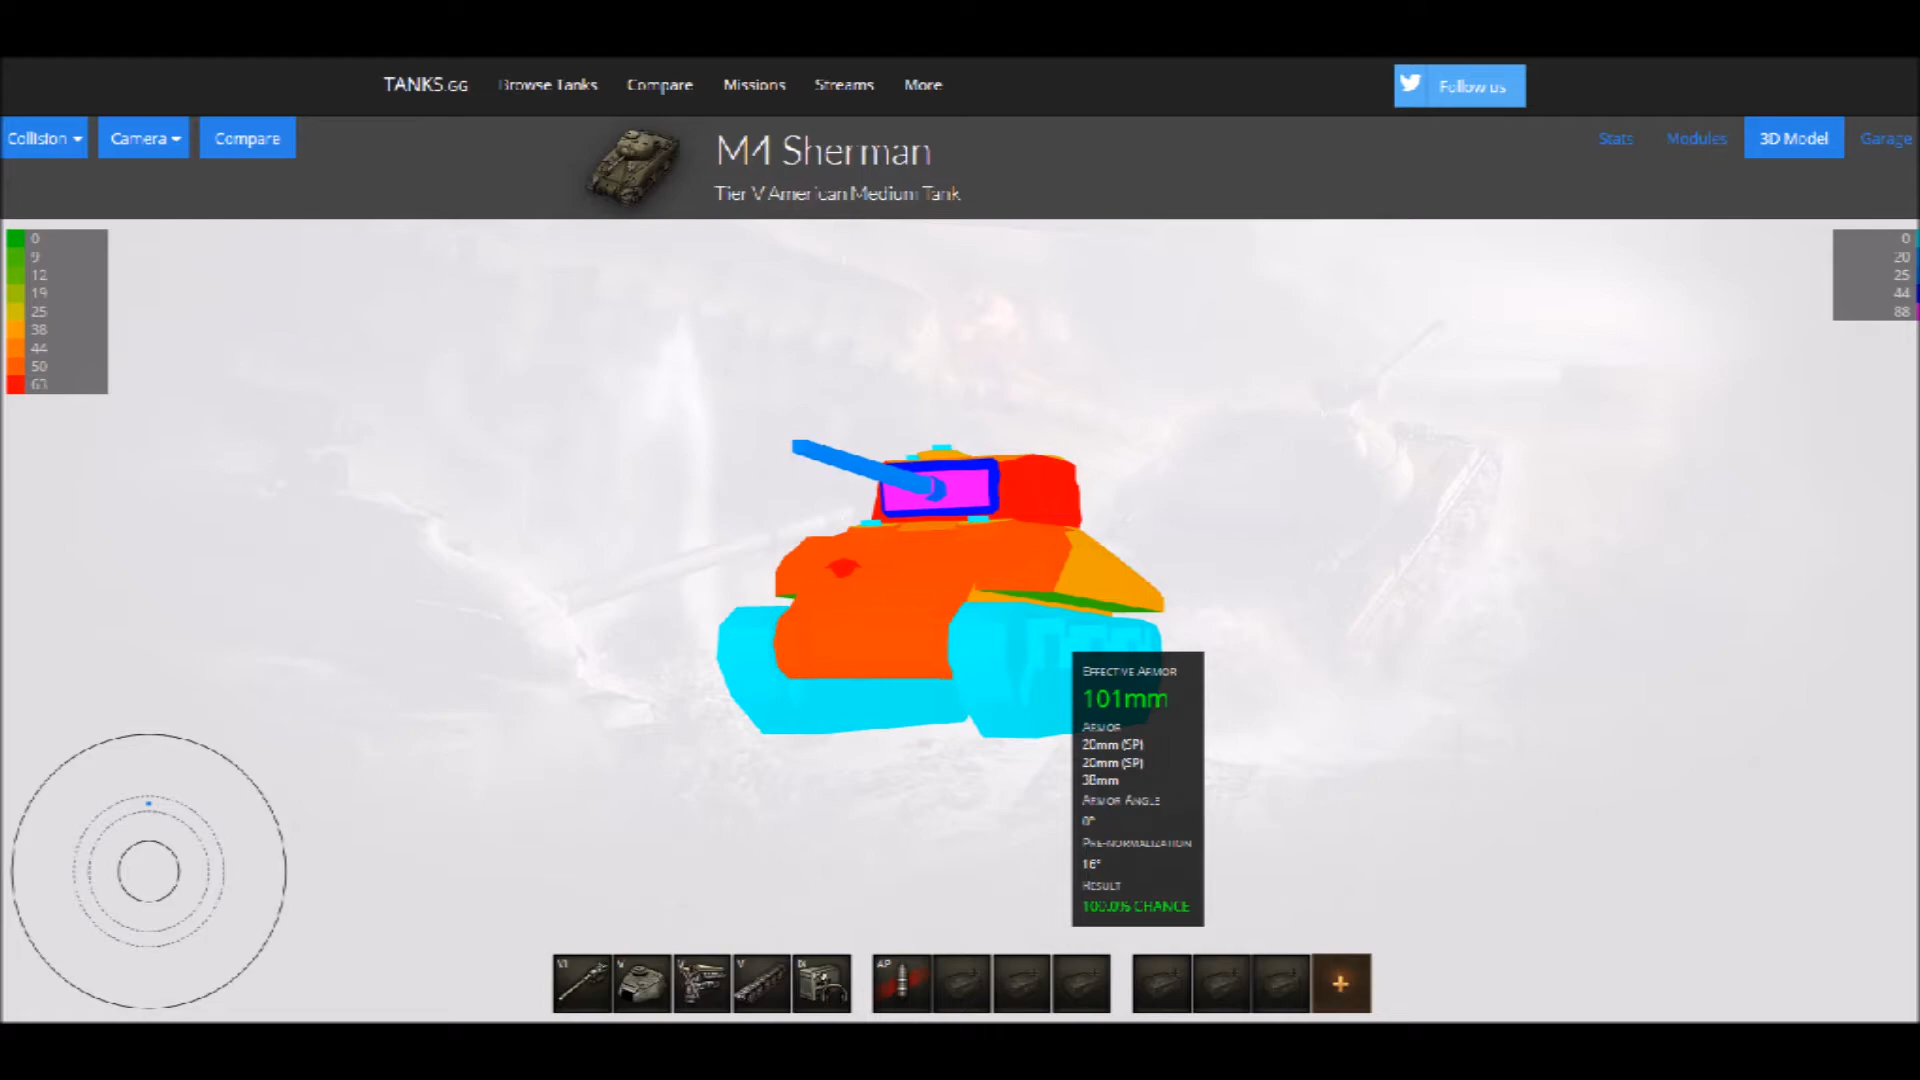 TANKS.GG Browse Tanks Compare Missions Streams More Follow us
Collision Camera Compare
M4 Sherman
Tier V American Medium Tank
Stats Modules 3D Model Garage
0
9
12
19
25
38
44
50
63
0
20
25
44
88
EFFECTIVE ARMOR
101mm
ARMOR
20mm (SP)
20mm (SP)
38mm
ARMOR ANGLE
0°
PRE-NORMALIZATION
16°
RESULT
100.0% CHANCE
VI V V V IX AP
+